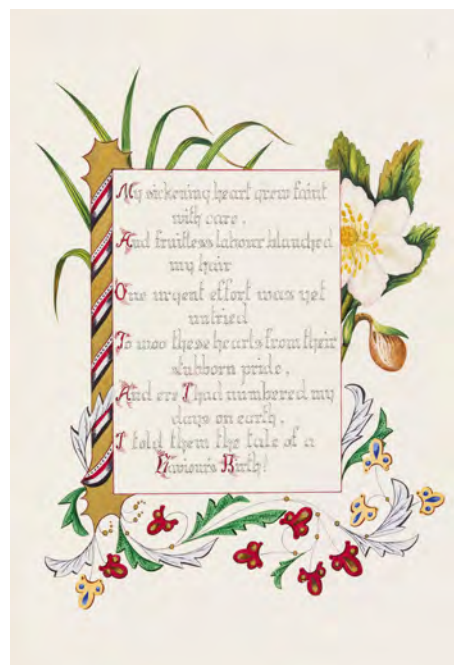 My sickening heart grew faint
with care,
And fruitless labour blanched
my hair
One urgent effort was yet
untried
To woo these hearts from their
stubborn pride,
And ere I had numbered my
days on earth,
I told them the tale of a
Saviour's Birth!